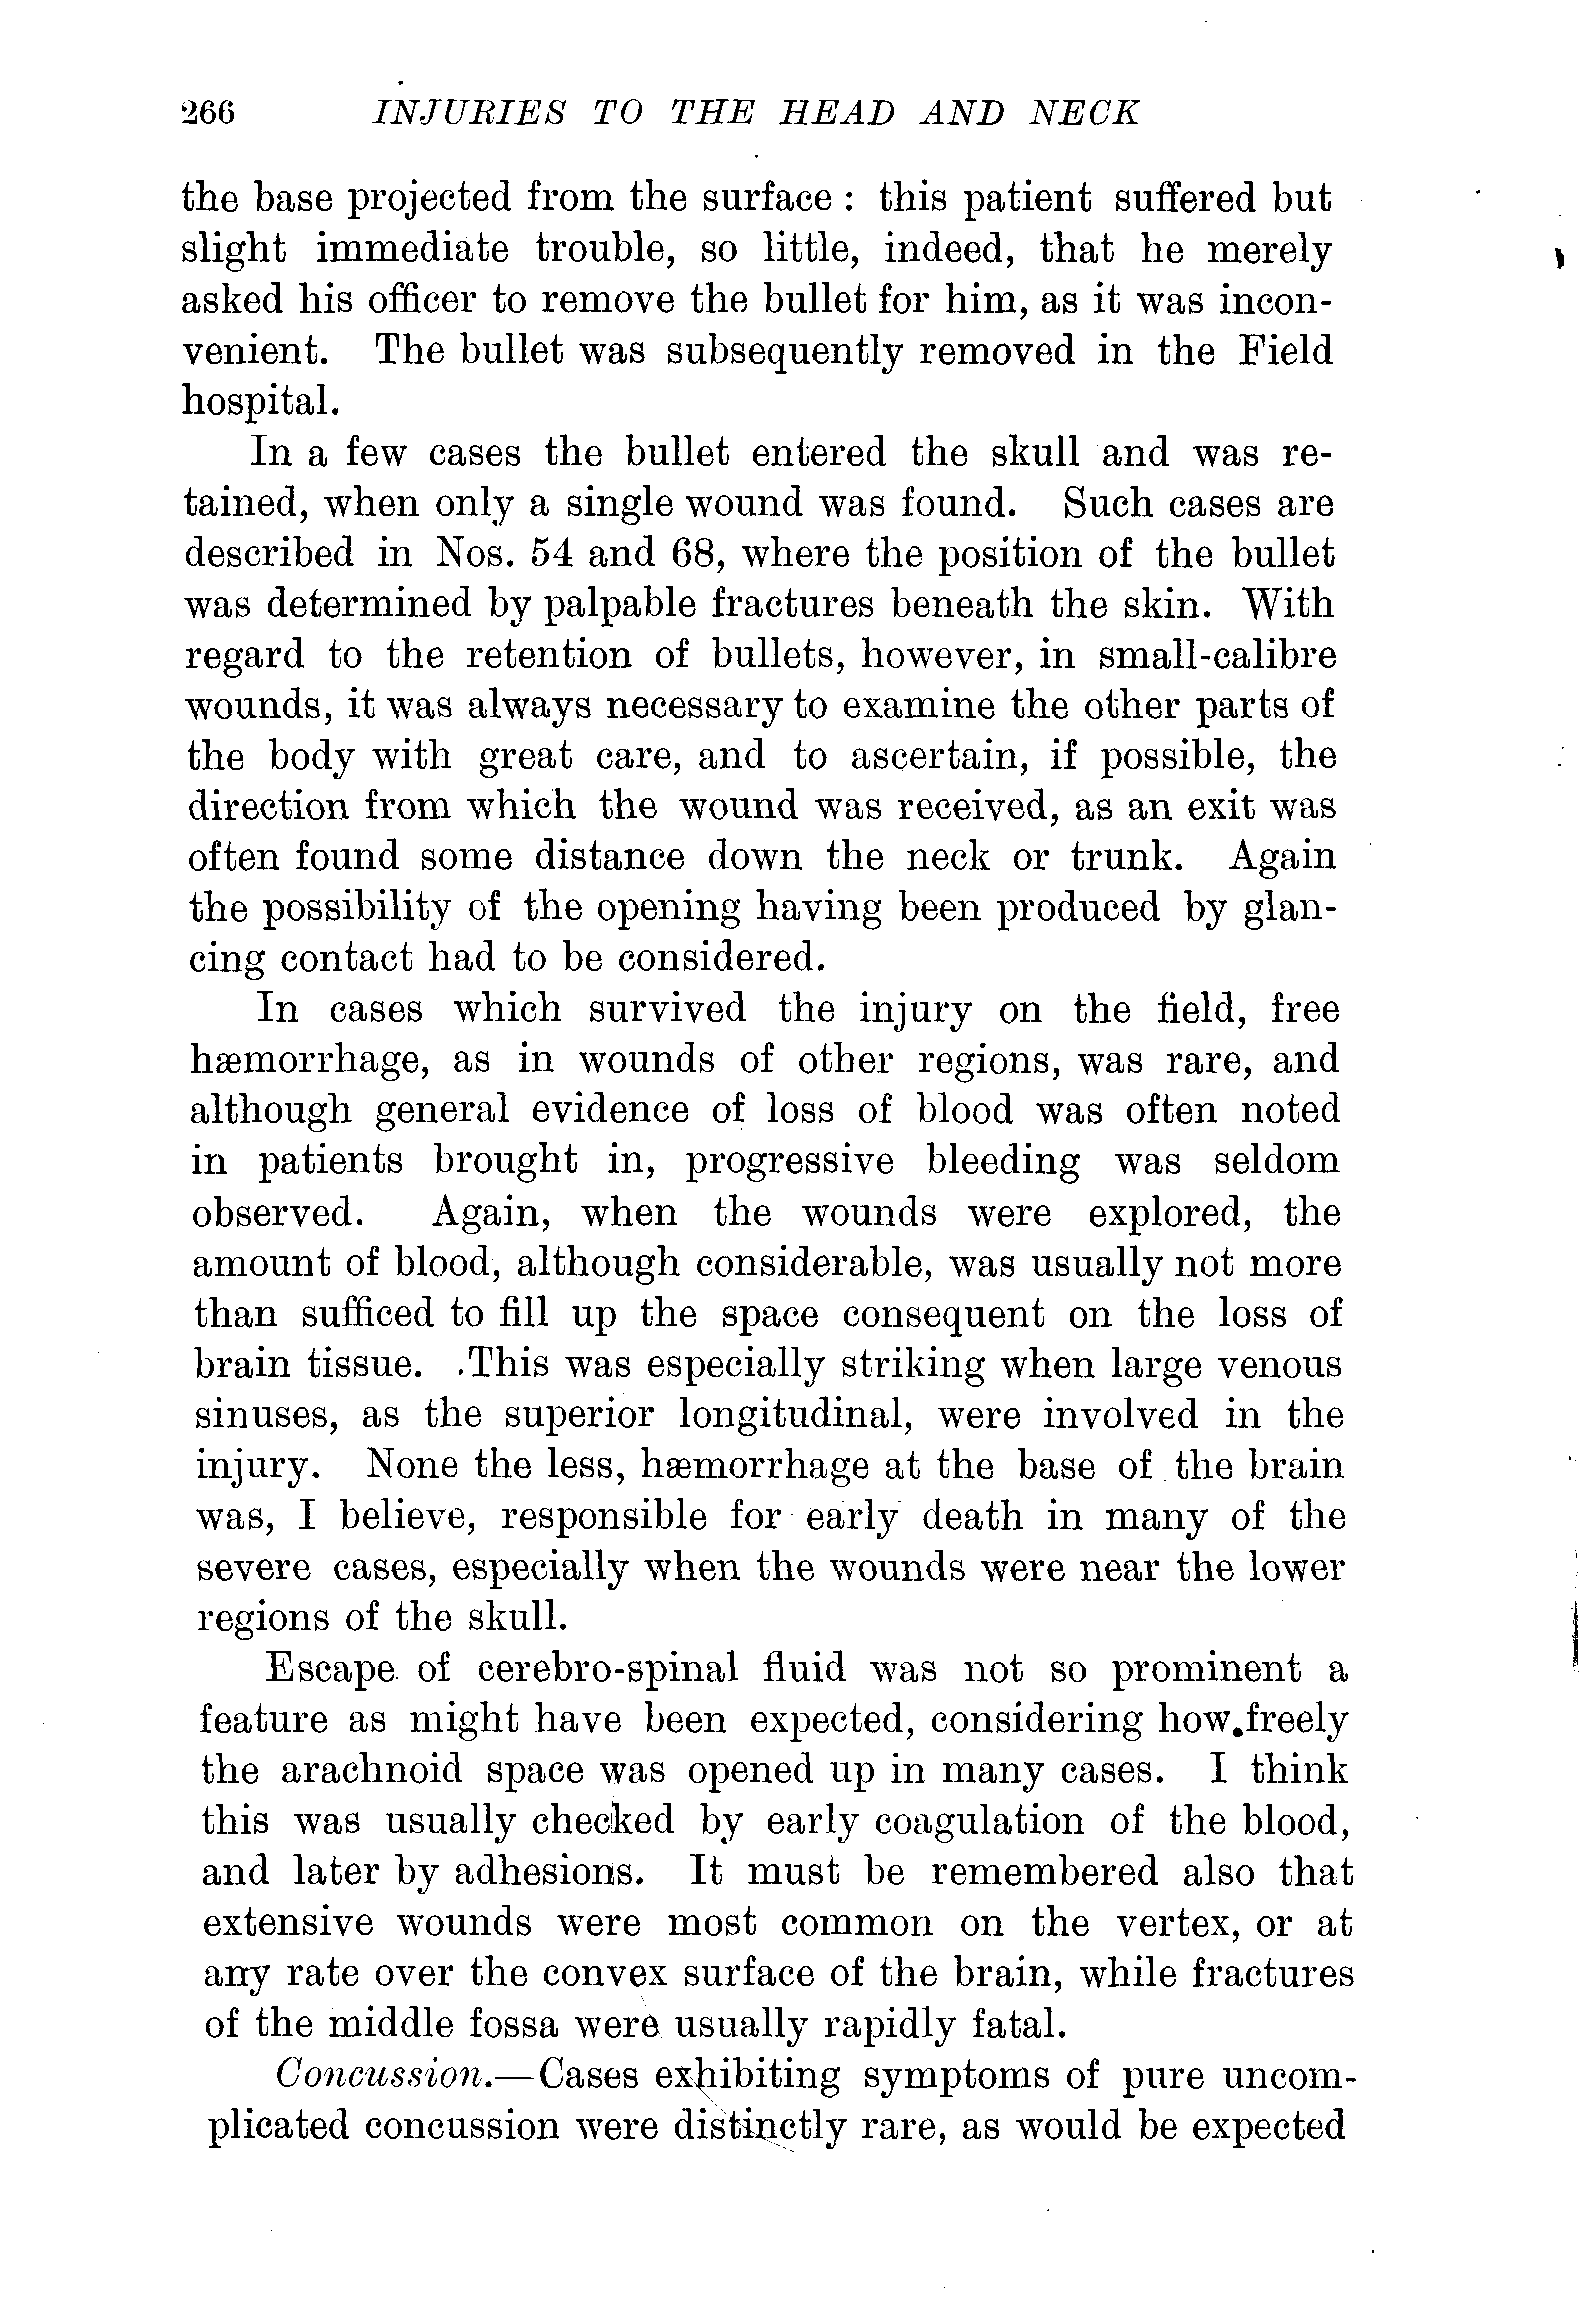 266 INJURIES TO THE HEAD AND NECK
the base projected from the surface : this patient suffered but
slight immediate trouble, so little, indeed, that he merely
asked his officer to remove the bullet for him, as it was incon-
venient. The bullet was subsequently removed in the Field
hospital.
In a few cases the bullet entered the skull and was re-
tained, when only a single wound was found. Such cases are
described in Nos. 54 and 68, where the position of the bullet
was determined by palpable fractures beneath the skin. With
regard to the retention of bullets, however, in small-calibre
wounds, it was always necessary to examine the other parts of
the body with great care, and to ascertain, if possible, the
direction from which the wound was received, as an exit was
often found some distance down the neck or trunk. Again
the possibility of the opening having been produced by glan-
cing contact had to be considered.
In cases which survived the injury on the field, free
hæmorrhage, as in wounds of other regions, was rare, and
although general evidence of loss of blood was often noted
in patients brought in, progressive bleeding was seldom
observed. Again, when the wounds were explored, the
amount of blood, although considerable, was usually not more
than sufficed to fill up the space consequent on the loss of
brain tissue. This was especially striking when large venous
sinuses, as the superior longitudinal, were involved in the
injury. None the less, hæmorrhage at the base of the brain
was, I believe, responsible for early death in many of the
severe cases, especially when the wounds were near the lower
regions of the skull.
Escape of cerebro-spinal fluid was not so prominent a
feature as might have been expected, considering how freely
the arachnoid space was opened up in many cases. I think
this was usually checked by early coagulation of the blood,
and later by adhesions. It must be remembered also that
extensive wounds were most common on the vertex, or at
any rate over the convex surface of the brain, while fractures
of the middle fossa were usually rapidly fatal.
Concussion.—Cases exhibiting symptoms of pure uncom-
plicated concussion were distinctly rare, as would be expected